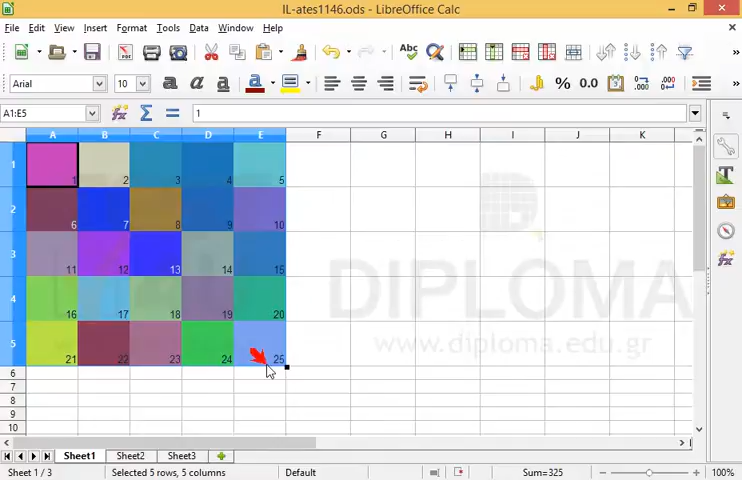 IL-ates1146.ods - LibreOffice Calc
File Edit View Insert Format Tools Data Window Help
Arial 10 a a a a 0.0
A1:E5 1
A B C D E F G H I J K
1 1 2 3 4 5
2 6 7 8 9 10
3 11 12 13 14 15
4 16 17 18 19 20
5 21 22 23 24 25
6
7
8
9
10
DIPLOMA
www.diploma.edu.gr
Sheet1 Sheet2 Sheet3
Sheet 1 / 3 Selected 5 rows, 5 columns Default Sum=325 100%